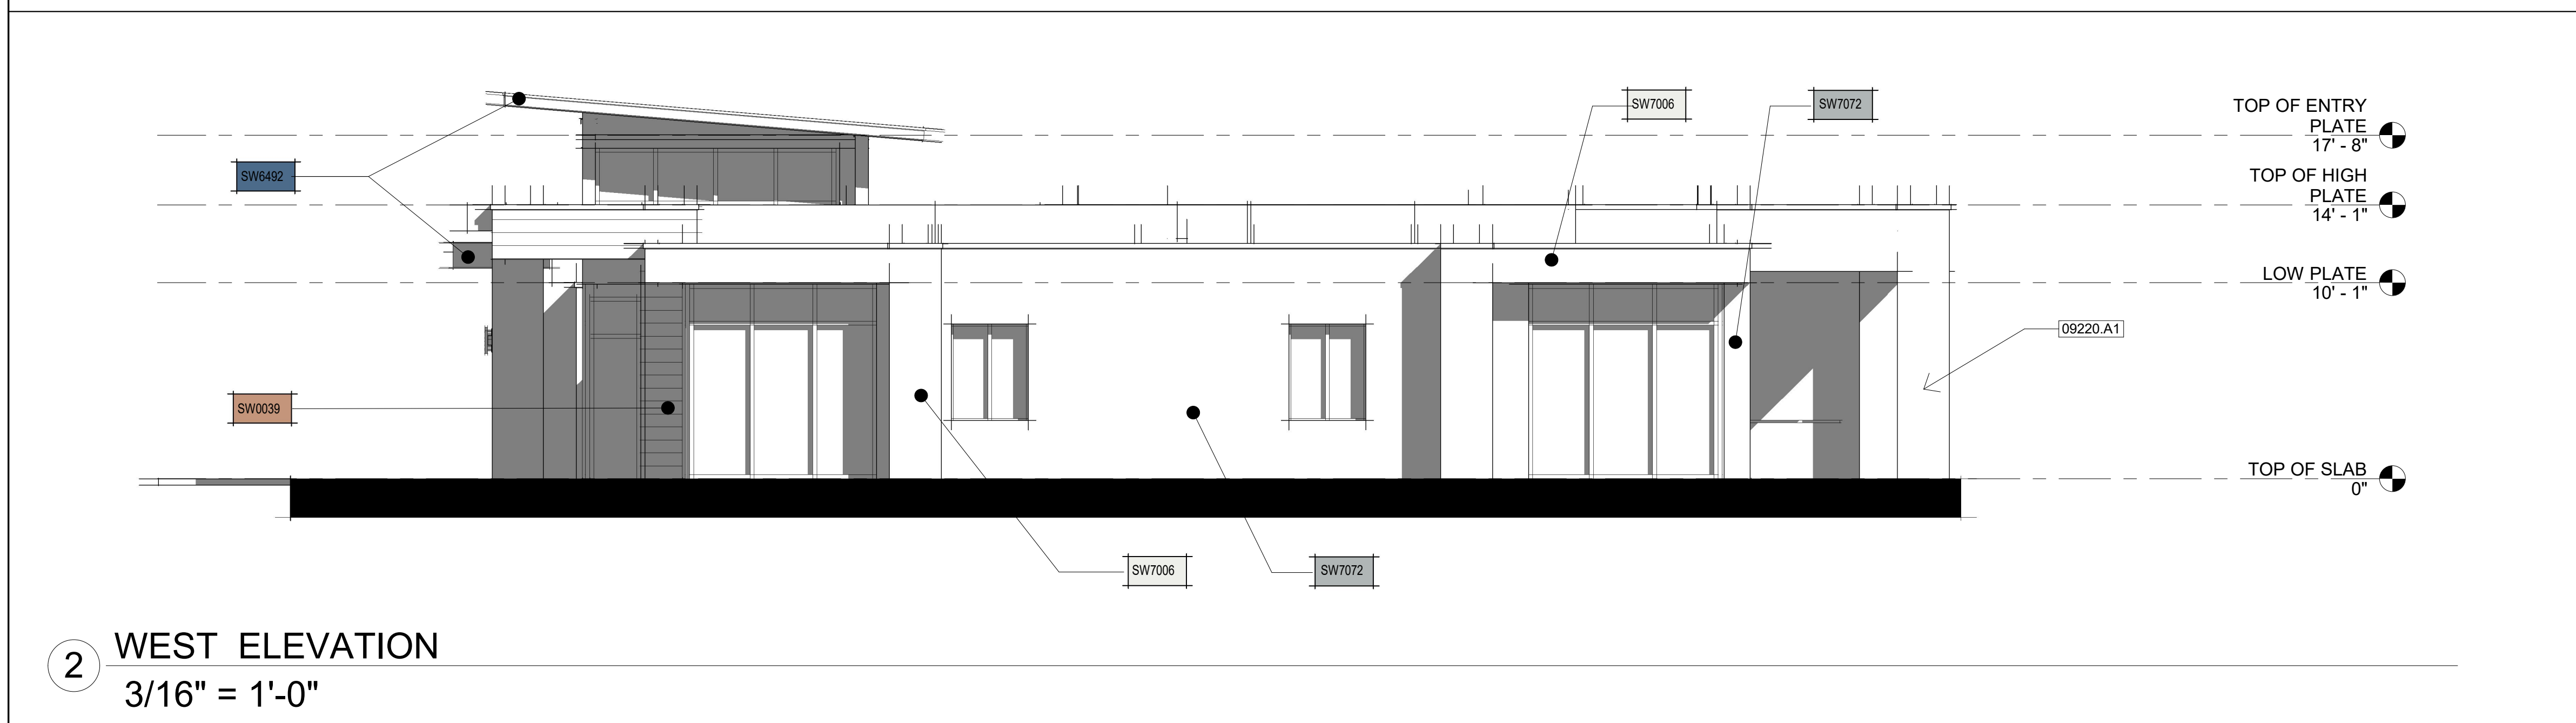 SW7006
SW7072
TOP OF ENTRY
PLATE
17' - 8"
SW6492
TOP OF HIGH
PLATE
14' - 1"
LOW PLATE
10' - 1"
09220.A1
SW0039
TOP OF SLAB
0"
SW7006
SW7072
2
WEST ELEVATION
3/16" = 1'-0"